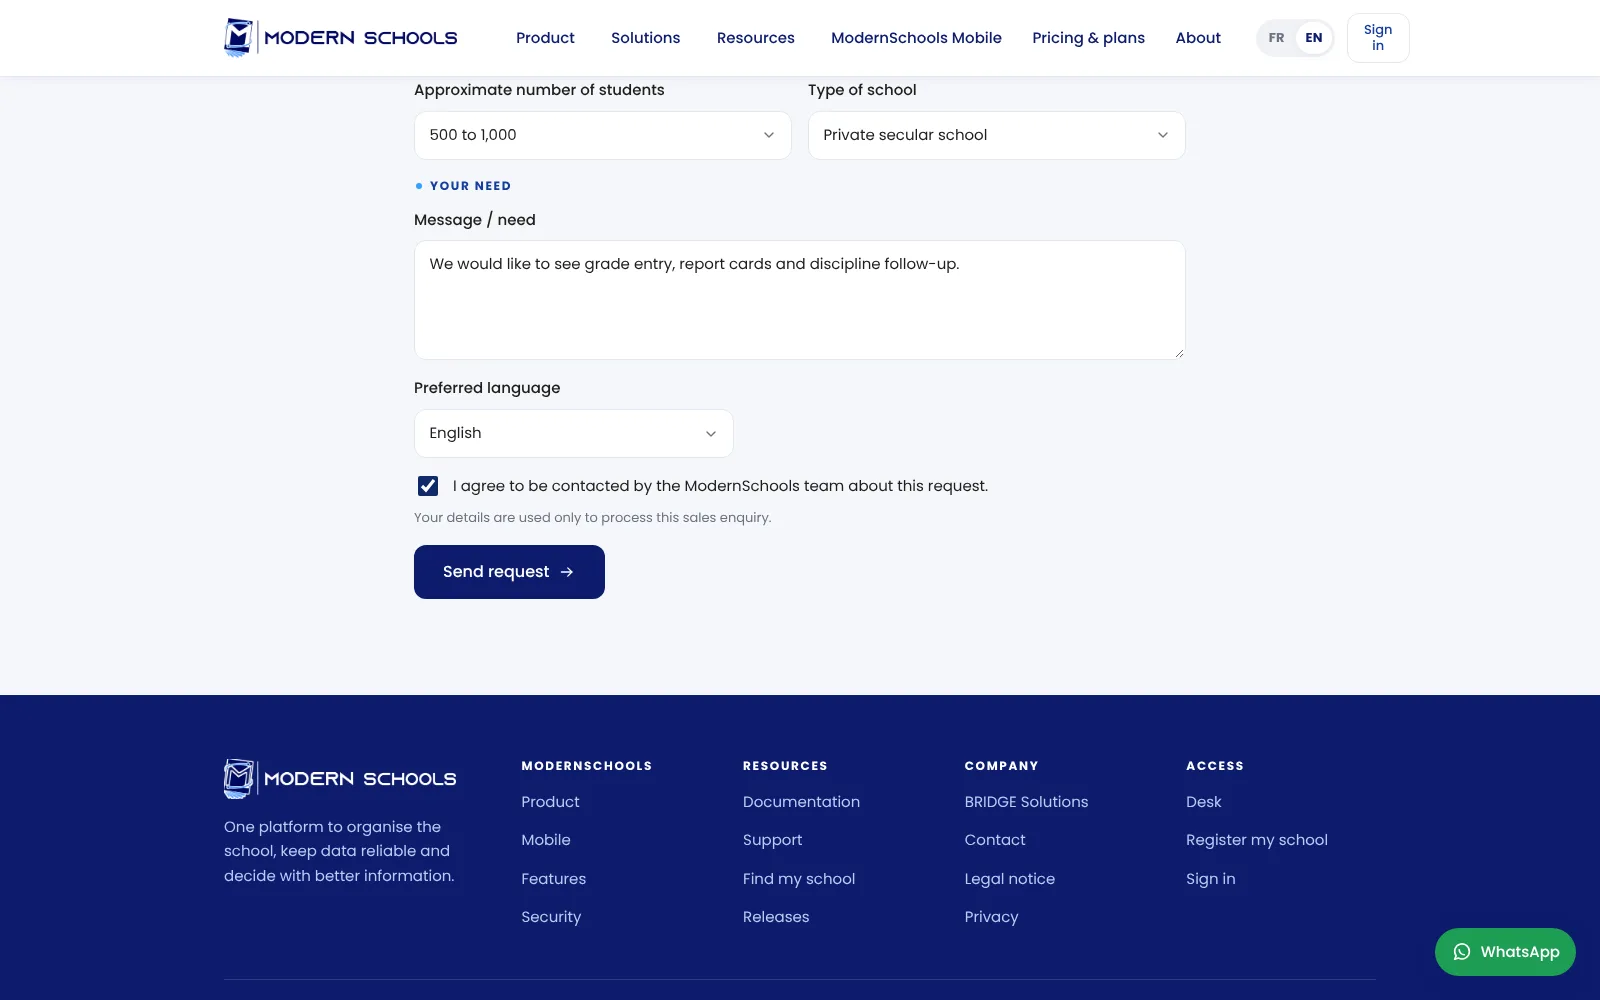 MODERN SCHOOLS
Product
Solutions
Resources
ModernSchools Mobile
Pricing & plans
About
FR
EN
Sign
in
Approximate number of students
Type of school
500 to 1,000
Private secular school
YOUR NEED
Message / need
We would like to see grade entry, report cards and discipline follow-up.
Preferred language
English
I agree to be contacted by the ModernSchools team about this request.
Your details are used only to process this sales enquiry.
Send request →
MODERN SCHOOLS
One platform to organise the
school, keep data reliable and
decide with better information.
MODERNSCHOOLS
Product
Mobile
Features
Security
RESOURCES
Documentation
Support
Find my school
Releases
COMPANY
BRIDGE Solutions
Contact
Legal notice
Privacy
ACCESS
Desk
Register my school
Sign in
WhatsApp